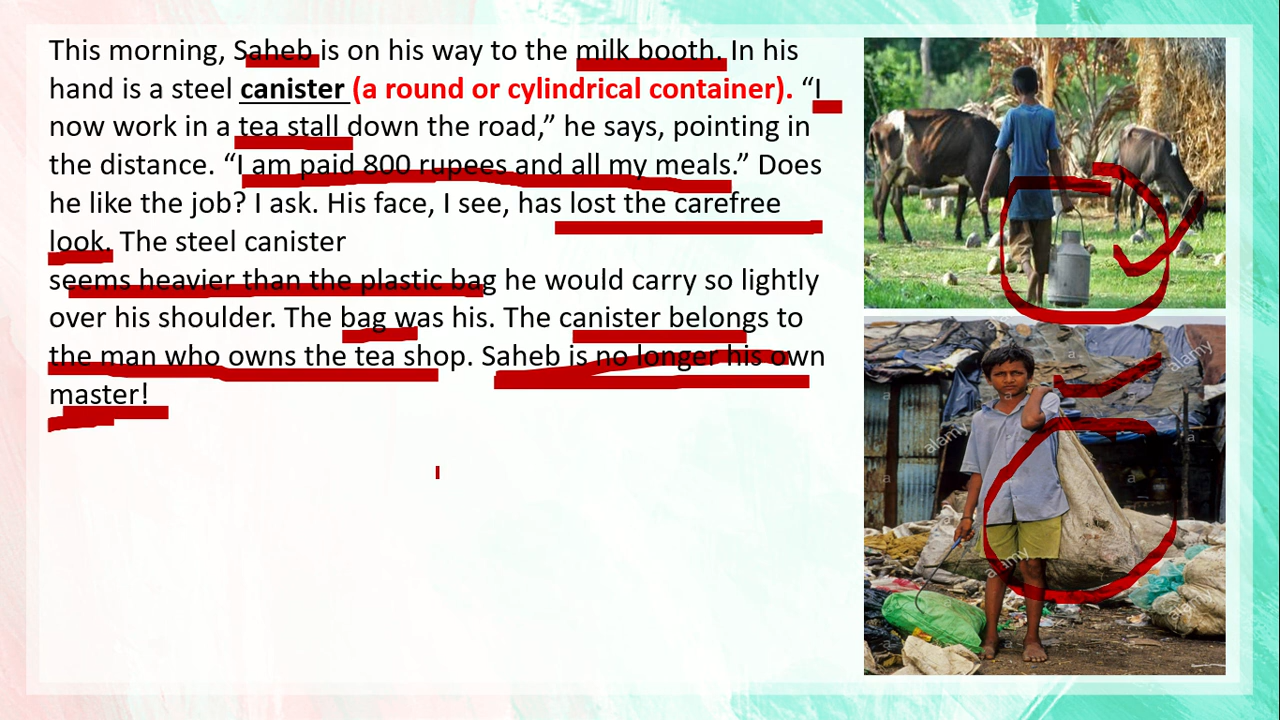 This morning, Saheb is on his way to the milk booth. In his
hand is a steel canister (a round or cylindrical container). “I
now work in a tea stall down the road,” he says, pointing in
the distance. “I am paid 800 rupees and all my meals.” Does
he like the job? I ask. His face, I see, has lost the carefree
look. The steel canister
seems heavier than the plastic bag he would carry so lightly
over his shoulder. The bag was his. The canister belongs to
the man who owns the tea shop. Saheb is no longer his own
master!
alamy
a
a
alamy
a
a
a
a
alamy
a